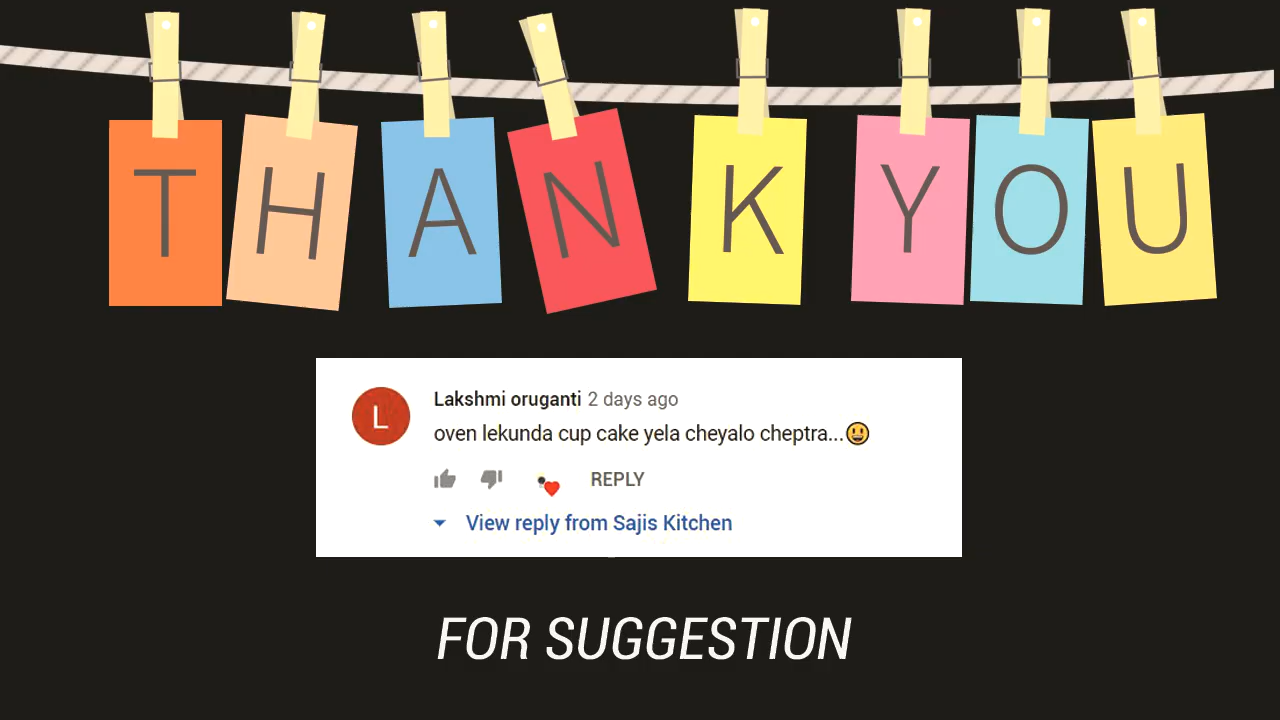 THANK YOU
L
Lakshmi oruganti 2 days ago
oven lekunda cup cake yela cheyalo cheptra...😃
REPLY
View reply from Sajis Kitchen
FOR SUGGESTION